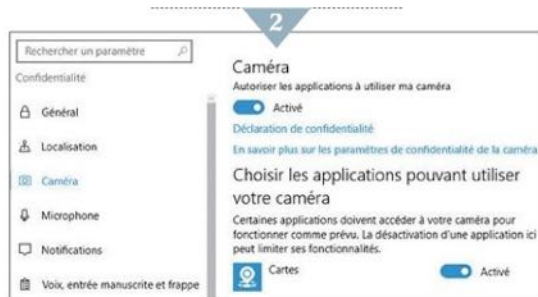 2
Rechercher un paramètre
Confidentialité
Général
Localisation
Caméra
Microphone
Notifications
Voix, entrée manuscrite et frappe
Caméra
Autoriser les applications à utiliser ma caméra
Activé
Déclaration de confidentialité
En savoir plus sur les paramètres de confidentialité de la caméra
Choisir les applications pouvant utiliser
votre caméra
Certaines applications doivent accéder à votre caméra pour
fonctionner comme prévu. La désactivation d'une application ici
peut limiter ses fonctionnalités.
Cartes
Activé